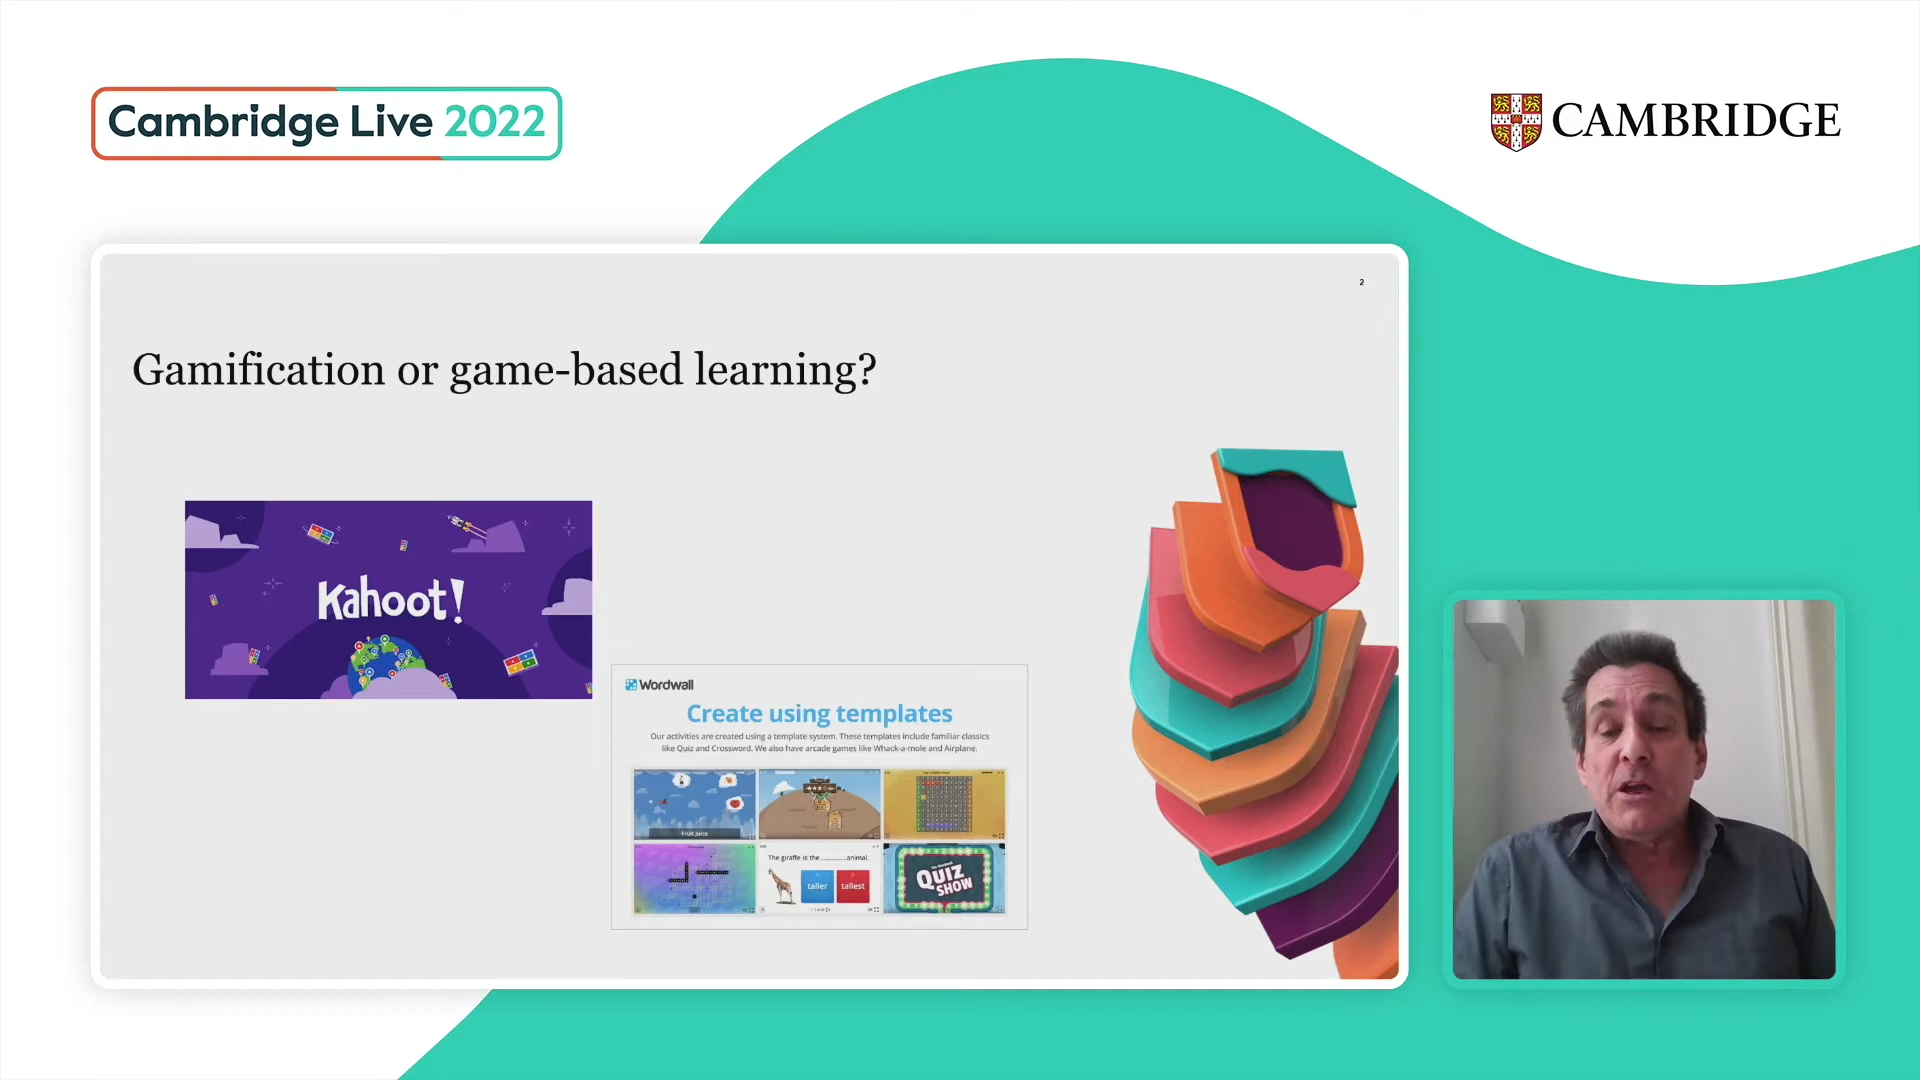 Cambridge Live 2022
CAMBRIDGE
2
Gamification or game-based learning?
Kahoot!
Wordwall
Create using templates
Our activities are created using a template system. These templates include familiar classics
like Quiz and Crossword. We also have arcade games like Whack-a-mole and Airplane.
Fruit juice
The giraffe is the ............animal.
taller
tallest
QUIZ
SHOW